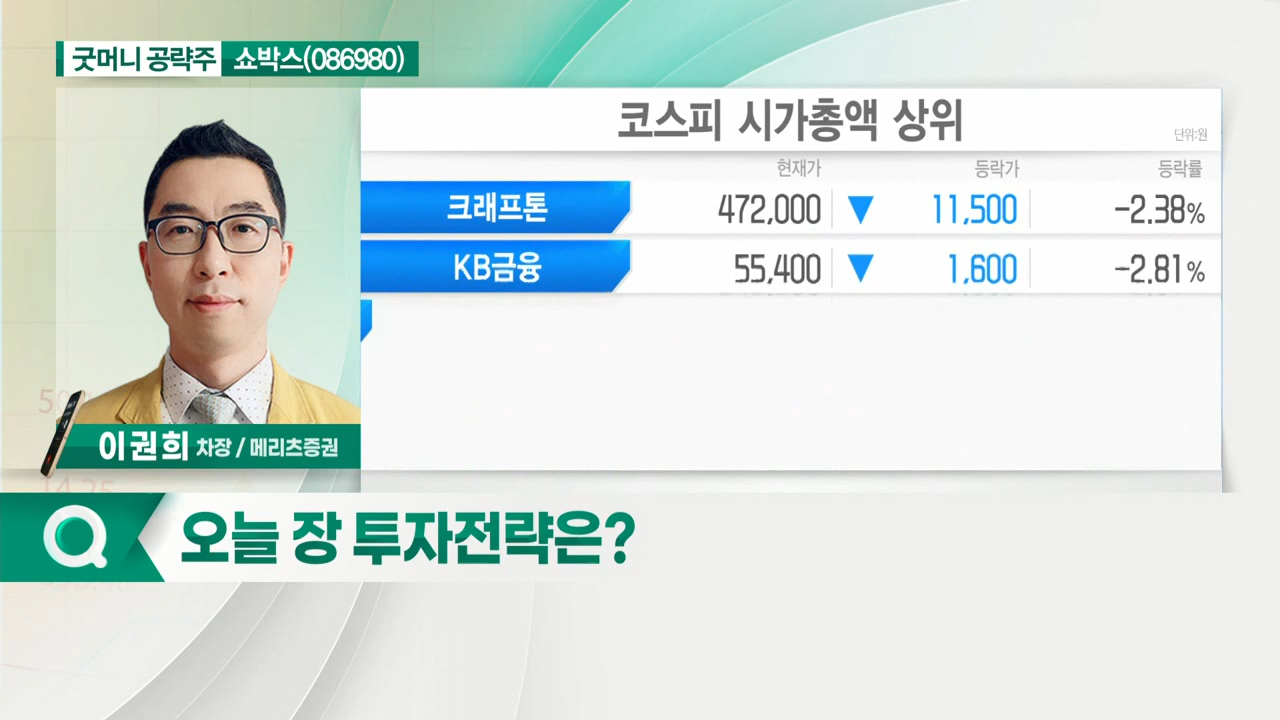 굿머니 공략주 쇼박스(086980)
코스피 시가총액 상위
단위:원
현재가 등락가 등락률
크래프톤 472,000 ▼ 11,500 -2.38%
KB금융 55,400 ▼ 1,600 -2.81%
이권희 차장 / 메리츠증권
Q 오늘 장 투자전략은?